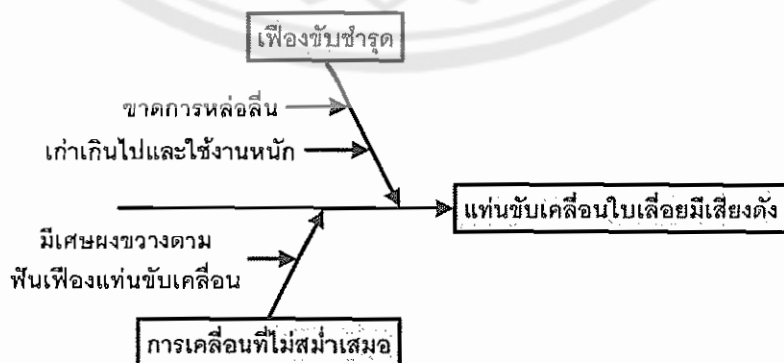 เฟืองขับชำรุด
ขาดการหล่อลื่น
เก่าเกินไปและใช้งานหนัก
แท่นขับเคลื่อนใบเลื่อยมีเสียงดัง
มีเศษผงขวางตาม
ฟันเฟืองแท่นขับเคลื่อน
การเคลื่อนที่ไม่สม่ำเสมอ